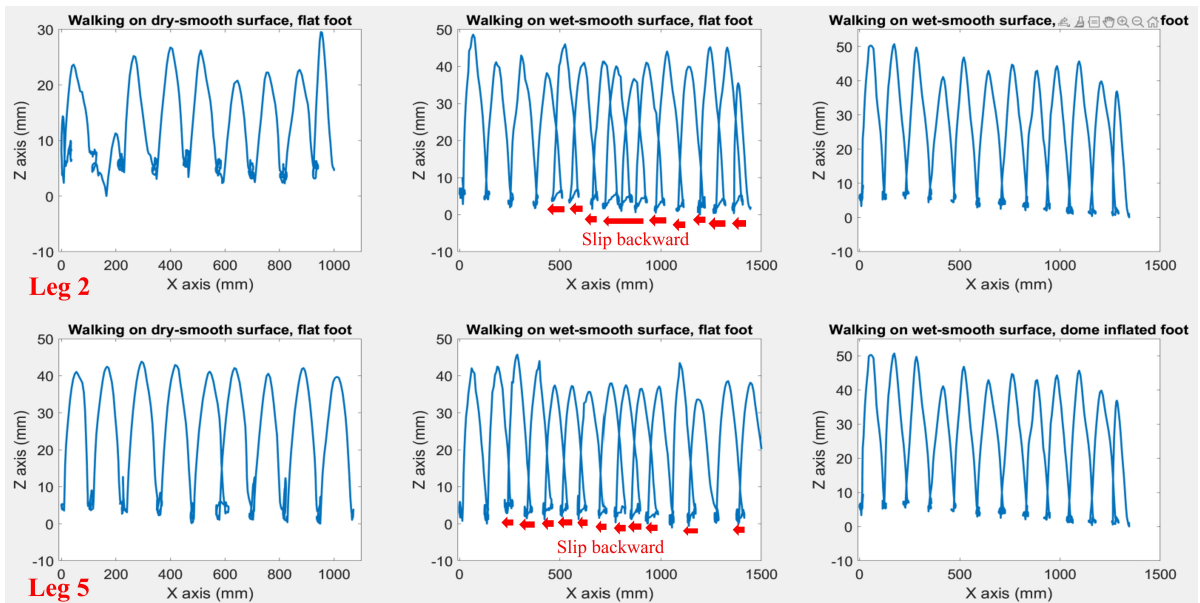 Walking on dry-smooth surface, flat foot
Walking on wet-smooth surface, flat foot
Walking on wet-smooth surface, foot
30
20
10
0
-10
Z axis (mm)
0 200 400 600 800 1000
X axis (mm)
Leg 2
50
40
30
20
10
0
-10
Z axis (mm)
Slip backward
0 500 1000 1500
X axis (mm)
50
40
30
20
10
0
-10
Z axis (mm)
0 500 1000 1500
X axis (mm)
Walking on dry-smooth surface, flat foot
Walking on wet-smooth surface, flat foot
Walking on wet-smooth surface, dome inflated foot
50
40
30
20
10
0
-10
Z axis (mm)
0 200 400 600 800 1000
X axis (mm)
Leg 5
50
40
30
20
10
0
-10
Z axis (mm)
Slip backward
0 500 1000 1500
X axis (mm)
50
40
30
20
10
0
-10
Z axis (mm)
0 500 1000 1500
X axis (mm)